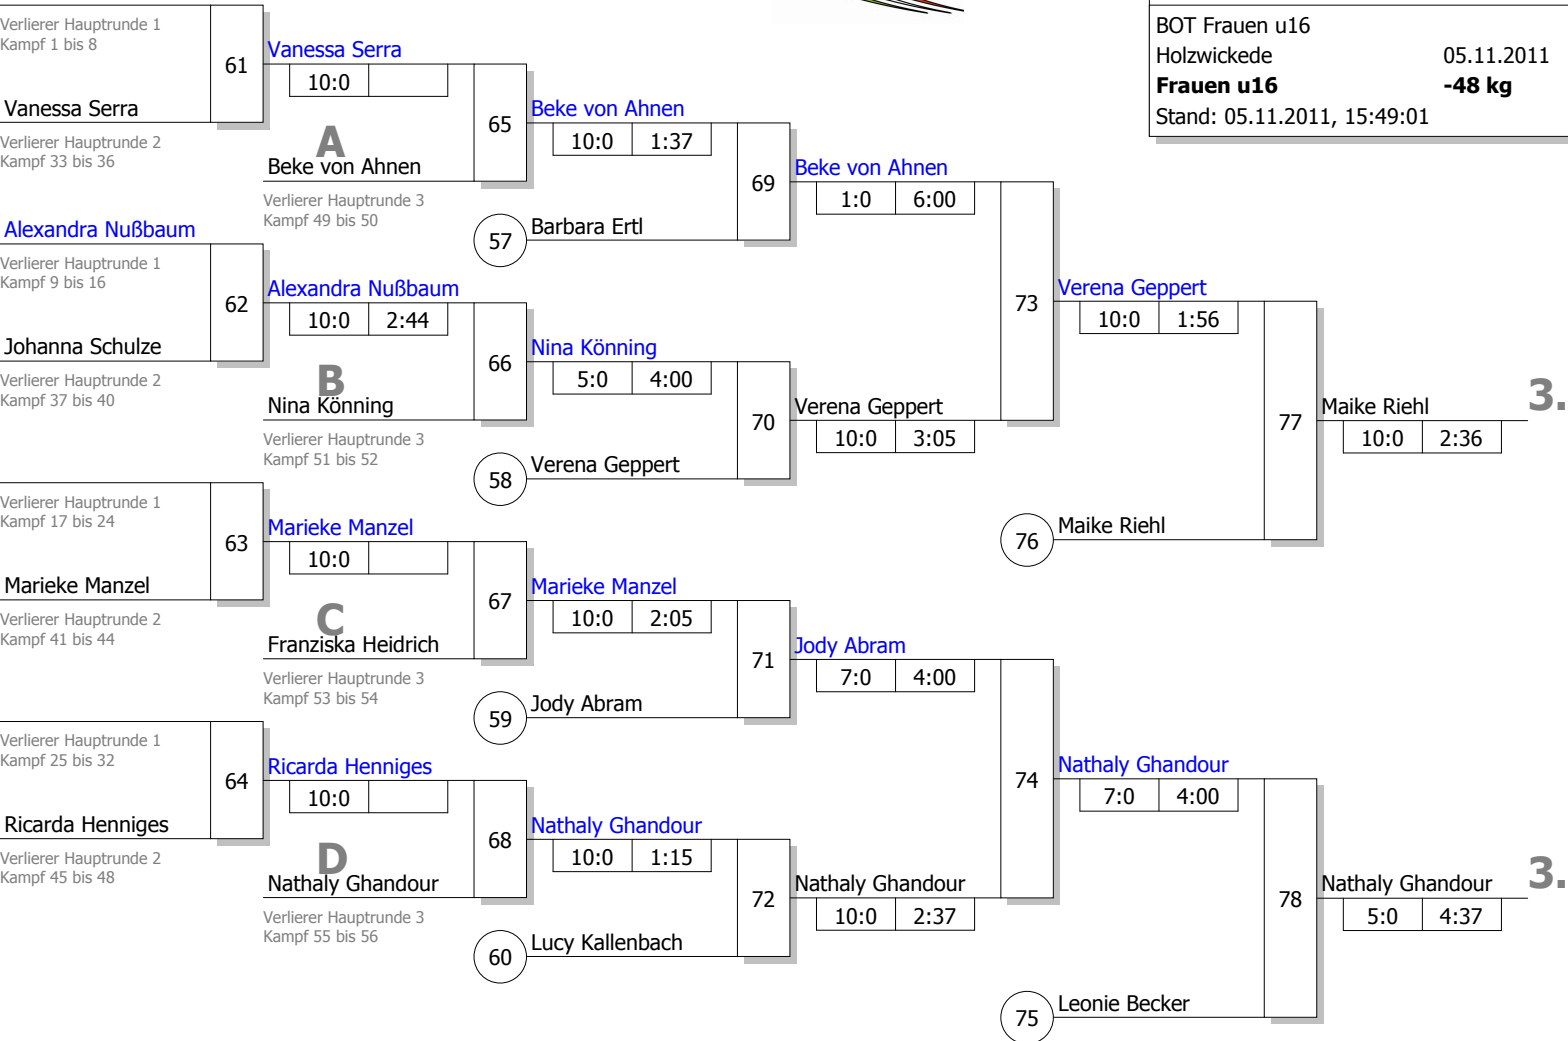 BOT Frauen u16
Holzwickede 05.11.2011
Frauen u16 -48 kg
Stand: 05.11.2011, 15:49:01
Verlierer Hauptrunde 1
Kampf 1 bis 8
61
Vanessa Serra
Verlierer Hauptrunde 2
Kampf 33 bis 36
Alexandra Nußbaum
Verlierer Hauptrunde 1
Kampf 9 bis 16
62
Johanna Schulze
Verlierer Hauptrunde 2
Kampf 37 bis 40
Verlierer Hauptrunde 1
Kampf 17 bis 24
63
Marieke Manzel
Verlierer Hauptrunde 2
Kampf 41 bis 44
Verlierer Hauptrunde 1
Kampf 25 bis 32
64
Ricarda Henniges
Verlierer Hauptrunde 2
Kampf 45 bis 48
Vanessa Serra
10:0
A
65
Beke von Ahnen
Verlierer Hauptrunde 3
Kampf 49 bis 50
Alexandra Nußbaum
10:0 2:44
B
66
Nina Könning
Verlierer Hauptrunde 3
Kampf 51 bis 52
Marieke Manzel
10:0
C
67
Franziska Heidrich
Verlierer Hauptrunde 3
Kampf 53 bis 54
Ricarda Henniges
10:0
D
68
Nathaly Ghandour
Verlierer Hauptrunde 3
Kampf 55 bis 56
Beke von Ahnen
10:0 1:37
69
57 Barbara Ertl
Nina Könning
5:0 4:00
70
58 Verena Geppert
Marieke Manzel
10:0 2:05
71
59 Jody Abram
Nathaly Ghandour
10:0 1:15
72
60 Lucy Kallenbach
Beke von Ahnen
1:0 6:00
73
Verena Geppert
10:0 3:05
Jody Abram
7:0 4:00
74
Nathaly Ghandour
10:0 2:37
Verena Geppert
10:0 1:56
77
76 Maike Riehl
Nathaly Ghandour
7:0 4:00
78
75 Leonie Becker
Maike Riehl 3.
10:0 2:36
Nathaly Ghandour 3.
5:0 4:37